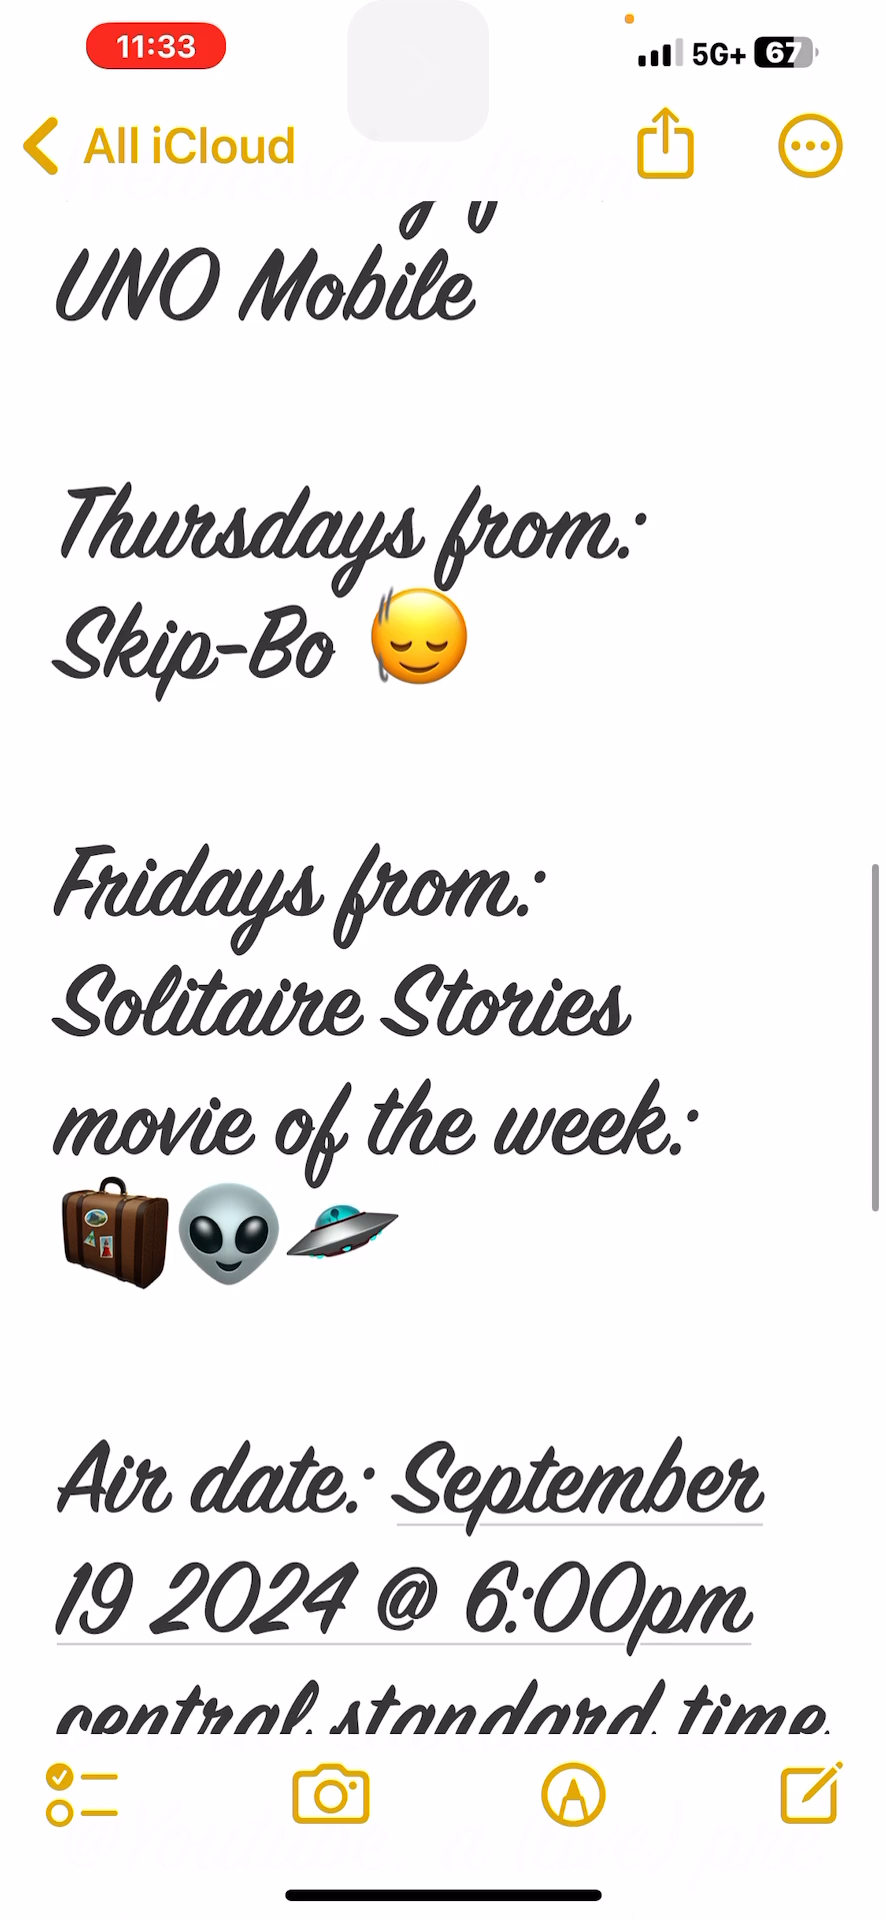 11:33
5G+ 67
All iCloud
UNO Mobile
Thursdays from:
Skip-Bo
Fridays from:
Solitaire Stories
movie of the week:
Air date: September
19 2024 @ 6:00pm
central standard time